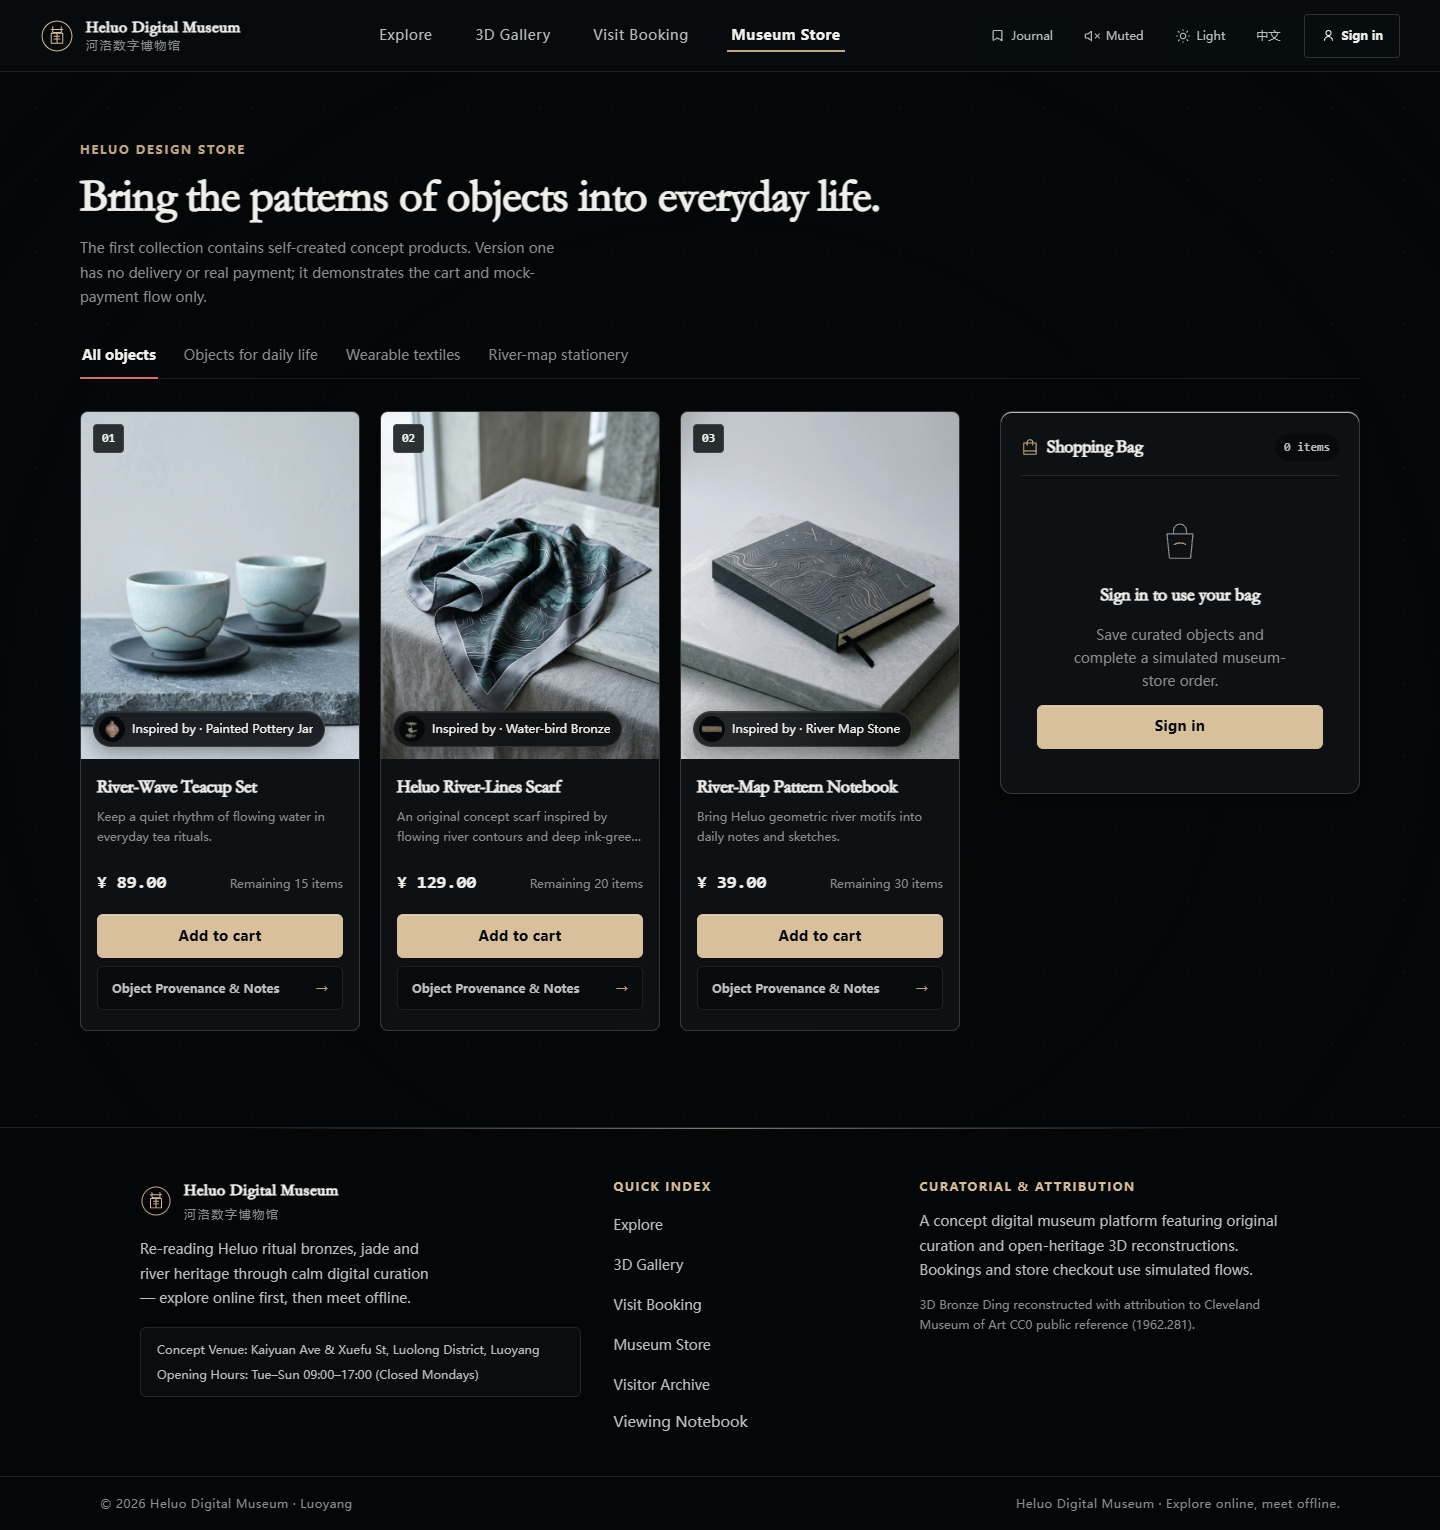 Heluo Digital Museum
河洛数字博物馆
Explore
3D Gallery
Visit Booking
Museum Store
Journal
Muted
Light
中文
Sign in
HELUO DESIGN STORE
Bring the patterns of objects into everyday life.
The first collection contains self-created concept products. Version one
has no delivery or real payment; it demonstrates the cart and mock-
payment flow only.
All objects
Objects for daily life
Wearable textiles
River-map stationery
01
Inspired by · Painted Pottery Jar
River-Wave Teacup Set
Keep a quiet rhythm of flowing water in
everyday tea rituals.
¥ 89.00
Remaining 15 items
Add to cart
Object Provenance & Notes →
02
Inspired by · Water-bird Bronze
Heluo River-Lines Scarf
An original concept scarf inspired by
flowing river contours and deep ink-gree...
¥ 129.00
Remaining 20 items
Add to cart
Object Provenance & Notes →
03
Inspired by · River Map Stone
River-Map Pattern Notebook
Bring Heluo geometric river motifs into
daily notes and sketches.
¥ 39.00
Remaining 30 items
Add to cart
Object Provenance & Notes →
Shopping Bag
0 items
Sign in to use your bag
Save curated objects and
complete a simulated museum-
store order.
Sign in
Heluo Digital Museum
河洛数字博物馆
Re-reading Heluo ritual bronzes, jade and
river heritage through calm digital curation
— explore online first, then meet offline.
Concept Venue: Kaiyuan Ave & Xuefu St, Luolong District, Luoyang
Opening Hours: Tue–Sun 09:00–17:00 (Closed Mondays)
QUICK INDEX
Explore
3D Gallery
Visit Booking
Museum Store
Visitor Archive
Viewing Notebook
CURATORIAL & ATTRIBUTION
A concept digital museum platform featuring original
curation and open-heritage 3D reconstructions.
Bookings and store checkout use simulated flows.
3D Bronze Ding reconstructed with attribution to Cleveland
Museum of Art CC0 public reference (1962.281).
© 2026 Heluo Digital Museum · Luoyang
Heluo Digital Museum · Explore online, meet offline.